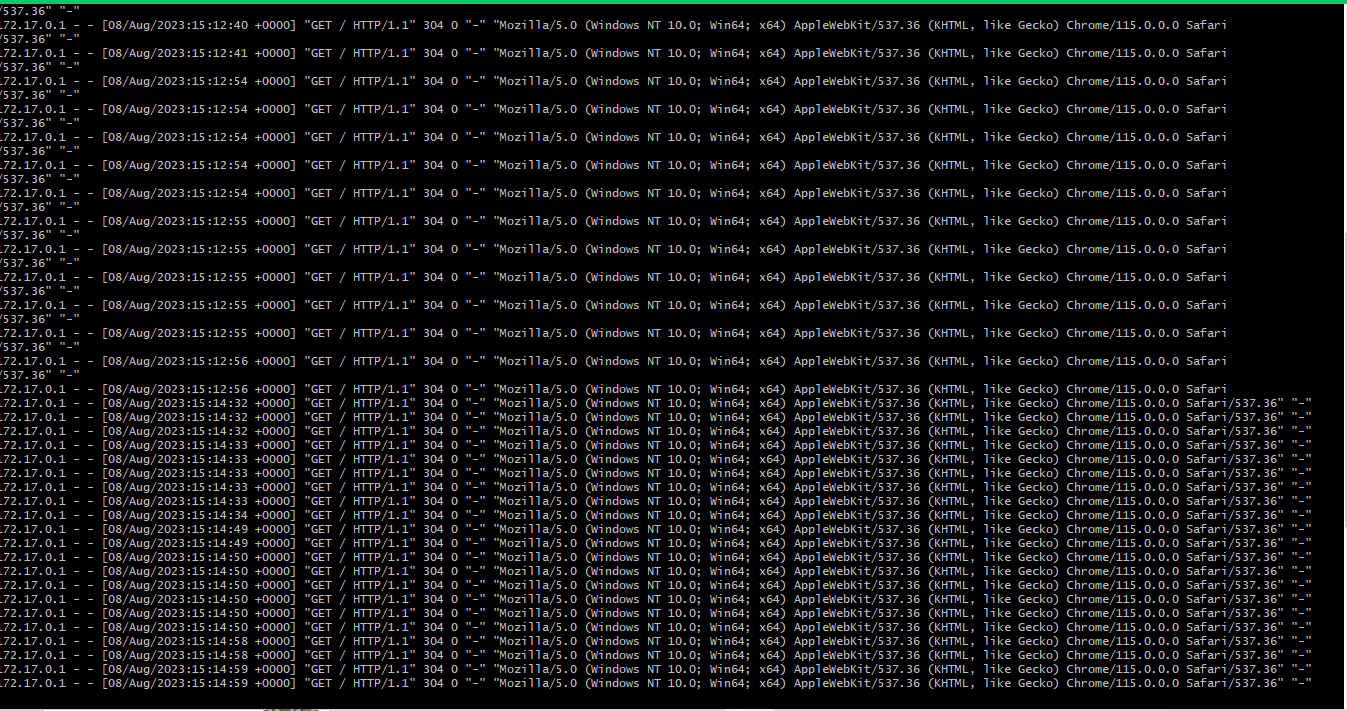 /537.36" "-"
172.17.0.1 - - [08/Aug/2023:15:12:40 +0000] "GET / HTTP/1.1" 304 0 "-" "Mozilla/5.0 (Windows NT 10.0; Win64; x64) AppleWebKit/537.36 (KHTML, like Gecko) Chrome/115.0.0.0 Safari
/537.36" "-"
172.17.0.1 - - [08/Aug/2023:15:12:41 +0000] "GET / HTTP/1.1" 304 0 "-" "Mozilla/5.0 (Windows NT 10.0; Win64; x64) AppleWebKit/537.36 (KHTML, like Gecko) Chrome/115.0.0.0 Safari
/537.36" "-"
172.17.0.1 - - [08/Aug/2023:15:12:54 +0000] "GET / HTTP/1.1" 304 0 "-" "Mozilla/5.0 (Windows NT 10.0; Win64; x64) AppleWebKit/537.36 (KHTML, like Gecko) Chrome/115.0.0.0 Safari
/537.36" "-"
172.17.0.1 - - [08/Aug/2023:15:12:54 +0000] "GET / HTTP/1.1" 304 0 "-" "Mozilla/5.0 (Windows NT 10.0; Win64; x64) AppleWebKit/537.36 (KHTML, like Gecko) Chrome/115.0.0.0 Safari
/537.36" "-"
172.17.0.1 - - [08/Aug/2023:15:12:54 +0000] "GET / HTTP/1.1" 304 0 "-" "Mozilla/5.0 (Windows NT 10.0; Win64; x64) AppleWebKit/537.36 (KHTML, like Gecko) Chrome/115.0.0.0 Safari
/537.36" "-"
172.17.0.1 - - [08/Aug/2023:15:12:54 +0000] "GET / HTTP/1.1" 304 0 "-" "Mozilla/5.0 (Windows NT 10.0; Win64; x64) AppleWebKit/537.36 (KHTML, like Gecko) Chrome/115.0.0.0 Safari
/537.36" "-"
172.17.0.1 - - [08/Aug/2023:15:12:54 +0000] "GET / HTTP/1.1" 304 0 "-" "Mozilla/5.0 (Windows NT 10.0; Win64; x64) AppleWebKit/537.36 (KHTML, like Gecko) Chrome/115.0.0.0 Safari
/537.36" "-"
172.17.0.1 - - [08/Aug/2023:15:12:55 +0000] "GET / HTTP/1.1" 304 0 "-" "Mozilla/5.0 (Windows NT 10.0; Win64; x64) AppleWebKit/537.36 (KHTML, like Gecko) Chrome/115.0.0.0 Safari
/537.36" "-"
172.17.0.1 - - [08/Aug/2023:15:12:55 +0000] "GET / HTTP/1.1" 304 0 "-" "Mozilla/5.0 (Windows NT 10.0; Win64; x64) AppleWebKit/537.36 (KHTML, like Gecko) Chrome/115.0.0.0 Safari
/537.36" "-"
172.17.0.1 - - [08/Aug/2023:15:12:55 +0000] "GET / HTTP/1.1" 304 0 "-" "Mozilla/5.0 (Windows NT 10.0; Win64; x64) AppleWebKit/537.36 (KHTML, like Gecko) Chrome/115.0.0.0 Safari
/537.36" "-"
172.17.0.1 - - [08/Aug/2023:15:12:55 +0000] "GET / HTTP/1.1" 304 0 "-" "Mozilla/5.0 (Windows NT 10.0; Win64; x64) AppleWebKit/537.36 (KHTML, like Gecko) Chrome/115.0.0.0 Safari
/537.36" "-"
172.17.0.1 - - [08/Aug/2023:15:12:55 +0000] "GET / HTTP/1.1" 304 0 "-" "Mozilla/5.0 (Windows NT 10.0; Win64; x64) AppleWebKit/537.36 (KHTML, like Gecko) Chrome/115.0.0.0 Safari
/537.36" "-"
172.17.0.1 - - [08/Aug/2023:15:12:56 +0000] "GET / HTTP/1.1" 304 0 "-" "Mozilla/5.0 (Windows NT 10.0; Win64; x64) AppleWebKit/537.36 (KHTML, like Gecko) Chrome/115.0.0.0 Safari
/537.36" "-"
172.17.0.1 - - [08/Aug/2023:15:12:56 +0000] "GET / HTTP/1.1" 304 0 "-" "Mozilla/5.0 (Windows NT 10.0; Win64; x64) AppleWebKit/537.36 (KHTML, like Gecko) Chrome/115.0.0.0 Safari
172.17.0.1 - - [08/Aug/2023:15:14:32 +0000] "GET / HTTP/1.1" 304 0 "-" "Mozilla/5.0 (Windows NT 10.0; Win64; x64) AppleWebKit/537.36 (KHTML, like Gecko) Chrome/115.0.0.0 Safari/537.36" "-"
172.17.0.1 - - [08/Aug/2023:15:14:32 +0000] "GET / HTTP/1.1" 304 0 "-" "Mozilla/5.0 (Windows NT 10.0; Win64; x64) AppleWebKit/537.36 (KHTML, like Gecko) Chrome/115.0.0.0 Safari/537.36" "-"
172.17.0.1 - - [08/Aug/2023:15:14:32 +0000] "GET / HTTP/1.1" 304 0 "-" "Mozilla/5.0 (Windows NT 10.0; Win64; x64) AppleWebKit/537.36 (KHTML, like Gecko) Chrome/115.0.0.0 Safari/537.36" "-"
172.17.0.1 - - [08/Aug/2023:15:14:33 +0000] "GET / HTTP/1.1" 304 0 "-" "Mozilla/5.0 (Windows NT 10.0; Win64; x64) AppleWebKit/537.36 (KHTML, like Gecko) Chrome/115.0.0.0 Safari/537.36" "-"
172.17.0.1 - - [08/Aug/2023:15:14:33 +0000] "GET / HTTP/1.1" 304 0 "-" "Mozilla/5.0 (Windows NT 10.0; Win64; x64) AppleWebKit/537.36 (KHTML, like Gecko) Chrome/115.0.0.0 Safari/537.36" "-"
172.17.0.1 - - [08/Aug/2023:15:14:33 +0000] "GET / HTTP/1.1" 304 0 "-" "Mozilla/5.0 (Windows NT 10.0; Win64; x64) AppleWebKit/537.36 (KHTML, like Gecko) Chrome/115.0.0.0 Safari/537.36" "-"
172.17.0.1 - - [08/Aug/2023:15:14:33 +0000] "GET / HTTP/1.1" 304 0 "-" "Mozilla/5.0 (Windows NT 10.0; Win64; x64) AppleWebKit/537.36 (KHTML, like Gecko) Chrome/115.0.0.0 Safari/537.36" "-"
172.17.0.1 - - [08/Aug/2023:15:14:33 +0000] "GET / HTTP/1.1" 304 0 "-" "Mozilla/5.0 (Windows NT 10.0; Win64; x64) AppleWebKit/537.36 (KHTML, like Gecko) Chrome/115.0.0.0 Safari/537.36" "-"
172.17.0.1 - - [08/Aug/2023:15:14:34 +0000] "GET / HTTP/1.1" 304 0 "-" "Mozilla/5.0 (Windows NT 10.0; Win64; x64) AppleWebKit/537.36 (KHTML, like Gecko) Chrome/115.0.0.0 Safari/537.36" "-"
172.17.0.1 - - [08/Aug/2023:15:14:49 +0000] "GET / HTTP/1.1" 304 0 "-" "Mozilla/5.0 (Windows NT 10.0; Win64; x64) AppleWebKit/537.36 (KHTML, like Gecko) Chrome/115.0.0.0 Safari/537.36" "-"
172.17.0.1 - - [08/Aug/2023:15:14:49 +0000] "GET / HTTP/1.1" 304 0 "-" "Mozilla/5.0 (Windows NT 10.0; Win64; x64) AppleWebKit/537.36 (KHTML, like Gecko) Chrome/115.0.0.0 Safari/537.36" "-"
172.17.0.1 - - [08/Aug/2023:15:14:50 +0000] "GET / HTTP/1.1" 304 0 "-" "Mozilla/5.0 (Windows NT 10.0; Win64; x64) AppleWebKit/537.36 (KHTML, like Gecko) Chrome/115.0.0.0 Safari/537.36" "-"
172.17.0.1 - - [08/Aug/2023:15:14:50 +0000] "GET / HTTP/1.1" 304 0 "-" "Mozilla/5.0 (Windows NT 10.0; Win64; x64) AppleWebKit/537.36 (KHTML, like Gecko) Chrome/115.0.0.0 Safari/537.36" "-"
172.17.0.1 - - [08/Aug/2023:15:14:50 +0000] "GET / HTTP/1.1" 304 0 "-" "Mozilla/5.0 (Windows NT 10.0; Win64; x64) AppleWebKit/537.36 (KHTML, like Gecko) Chrome/115.0.0.0 Safari/537.36" "-"
172.17.0.1 - - [08/Aug/2023:15:14:50 +0000] "GET / HTTP/1.1" 304 0 "-" "Mozilla/5.0 (Windows NT 10.0; Win64; x64) AppleWebKit/537.36 (KHTML, like Gecko) Chrome/115.0.0.0 Safari/537.36" "-"
172.17.0.1 - - [08/Aug/2023:15:14:50 +0000] "GET / HTTP/1.1" 304 0 "-" "Mozilla/5.0 (Windows NT 10.0; Win64; x64) AppleWebKit/537.36 (KHTML, like Gecko) Chrome/115.0.0.0 Safari/537.36" "-"
172.17.0.1 - - [08/Aug/2023:15:14:50 +0000] "GET / HTTP/1.1" 304 0 "-" "Mozilla/5.0 (Windows NT 10.0; Win64; x64) AppleWebKit/537.36 (KHTML, like Gecko) Chrome/115.0.0.0 Safari/537.36" "-"
172.17.0.1 - - [08/Aug/2023:15:14:58 +0000] "GET / HTTP/1.1" 304 0 "-" "Mozilla/5.0 (Windows NT 10.0; Win64; x64) AppleWebKit/537.36 (KHTML, like Gecko) Chrome/115.0.0.0 Safari/537.36" "-"
172.17.0.1 - - [08/Aug/2023:15:14:58 +0000] "GET / HTTP/1.1" 304 0 "-" "Mozilla/5.0 (Windows NT 10.0; Win64; x64) AppleWebKit/537.36 (KHTML, like Gecko) Chrome/115.0.0.0 Safari/537.36" "-"
172.17.0.1 - - [08/Aug/2023:15:14:59 +0000] "GET / HTTP/1.1" 304 0 "-" "Mozilla/5.0 (Windows NT 10.0; Win64; x64) AppleWebKit/537.36 (KHTML, like Gecko) Chrome/115.0.0.0 Safari/537.36" "-"
172.17.0.1 - - [08/Aug/2023:15:14:59 +0000] "GET / HTTP/1.1" 304 0 "-" "Mozilla/5.0 (Windows NT 10.0; Win64; x64) AppleWebKit/537.36 (KHTML, like Gecko) Chrome/115.0.0.0 Safari/537.36" "-"